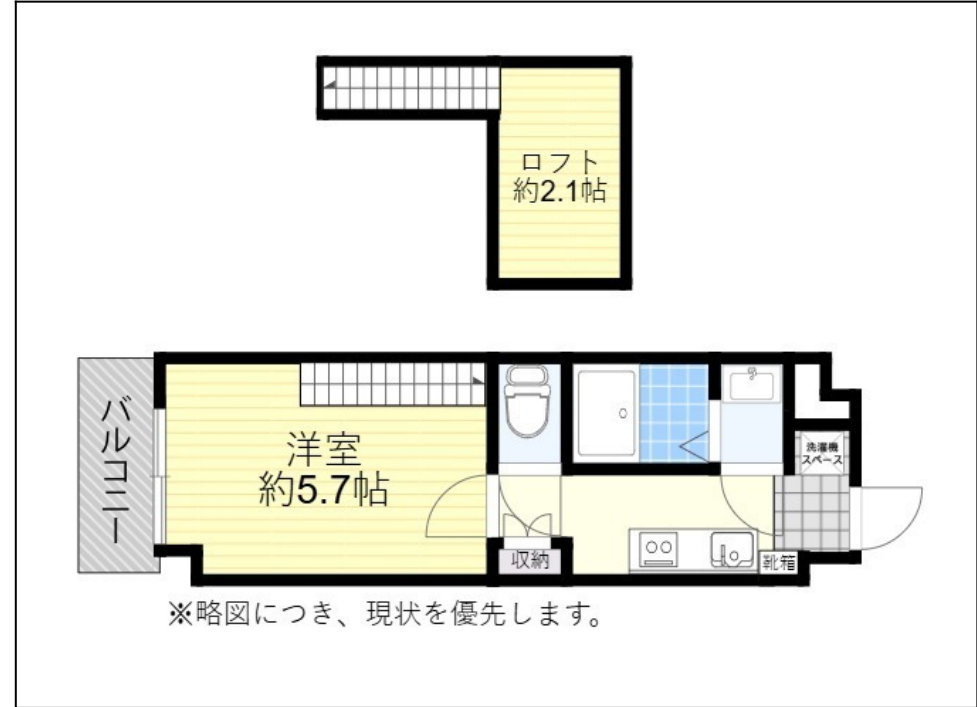 ロフト
約2.1帖
バルコニー
洋室
約5.7帖
収納
洗濯機
スペース
靴箱
※略図につき、現状を優先します。